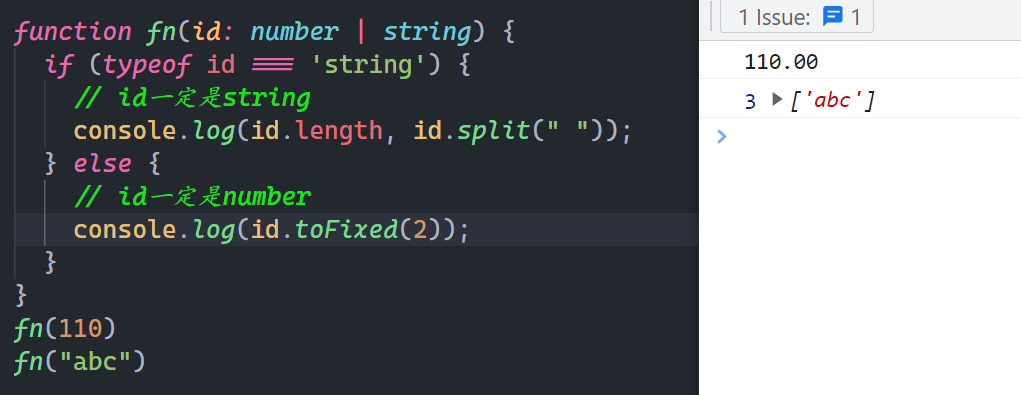 function fn(id: number | string) {
if (typeof id === 'string') {
// id一定是string
console.log(id.length, id.split(" "));
} else {
// id一定是number
console.log(id.toFixed(2));
}
}
fn(110)
fn("abc")
1 Issue: 1
110.00
3 ▶ ['abc']